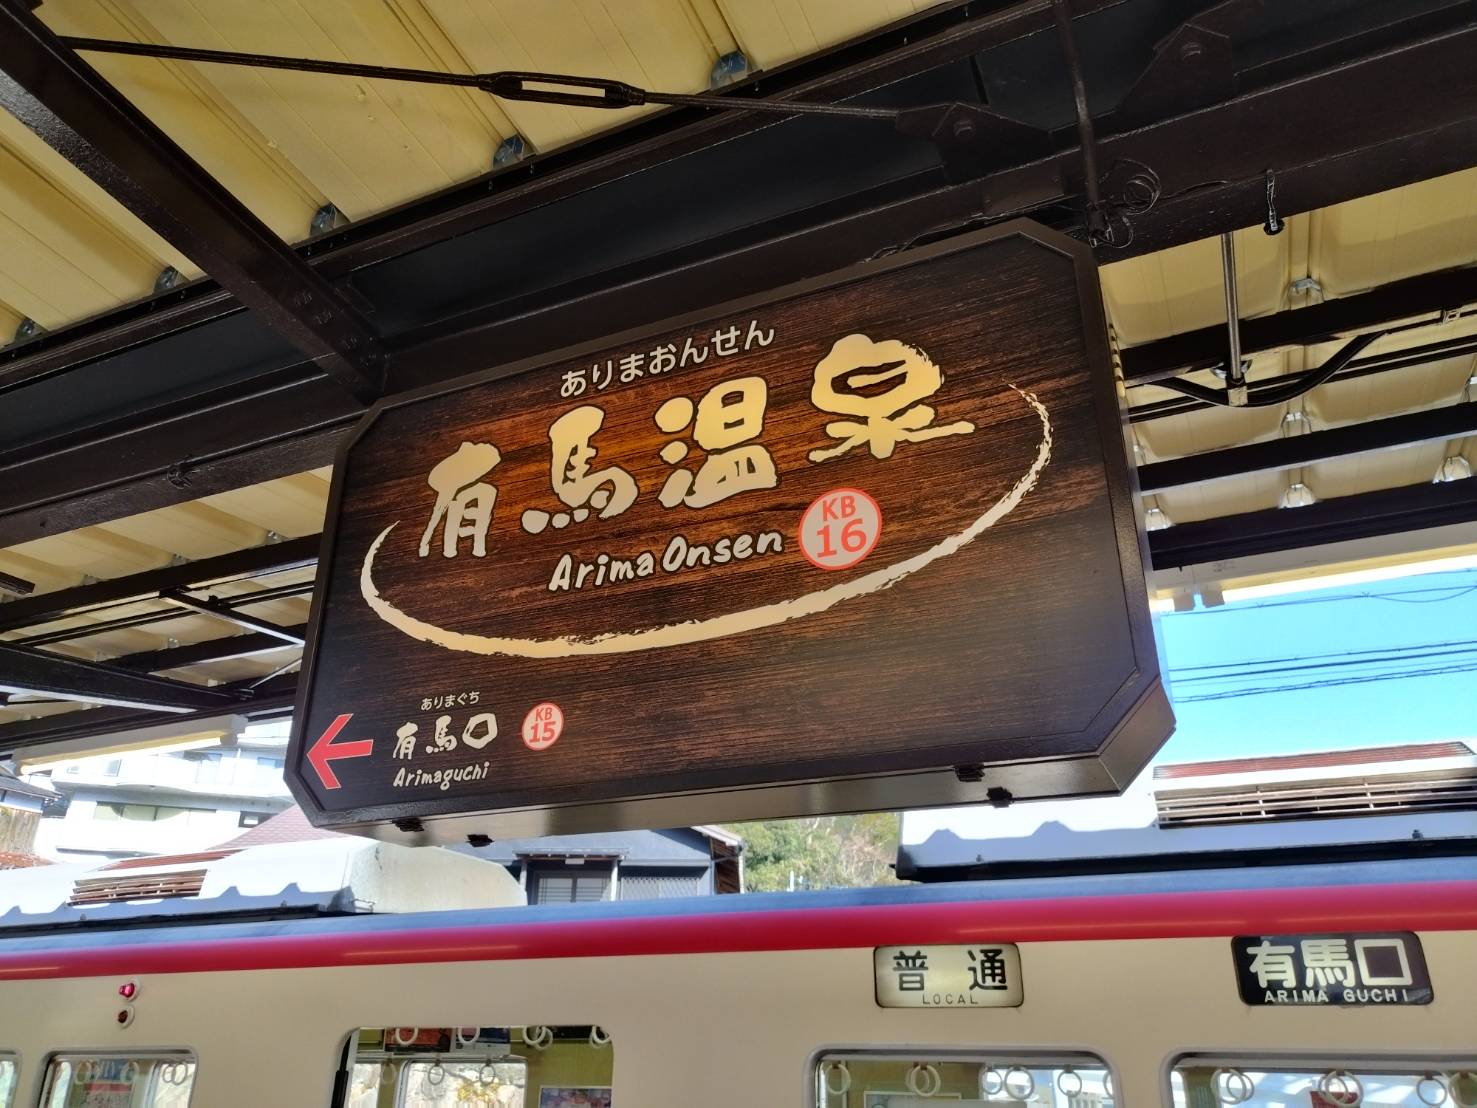 ありまおんせん
有馬温泉
Arima Onsen
KB
16
ありまぐち
有馬口
Arimaguchi
KB
15
普通
LOCAL
有馬口
ARIMA GUCHI